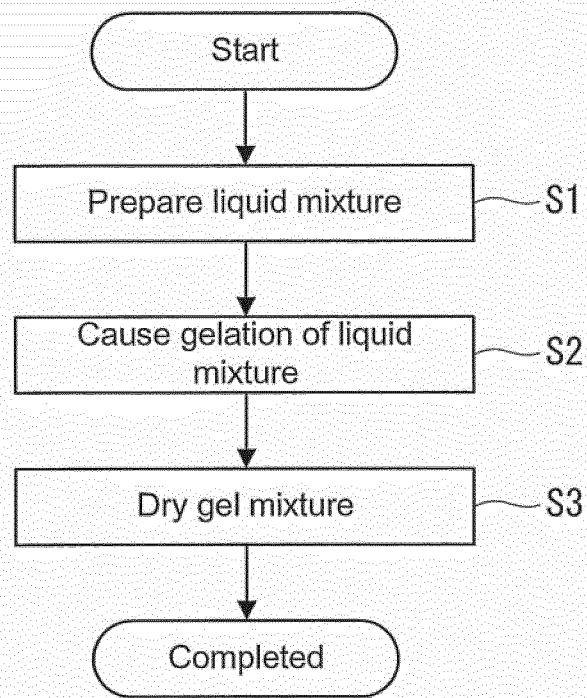 Start
Prepare liquid mixture
S1
Cause gelation of liquid
mixture
S2
Dry gel mixture
S3
Completed